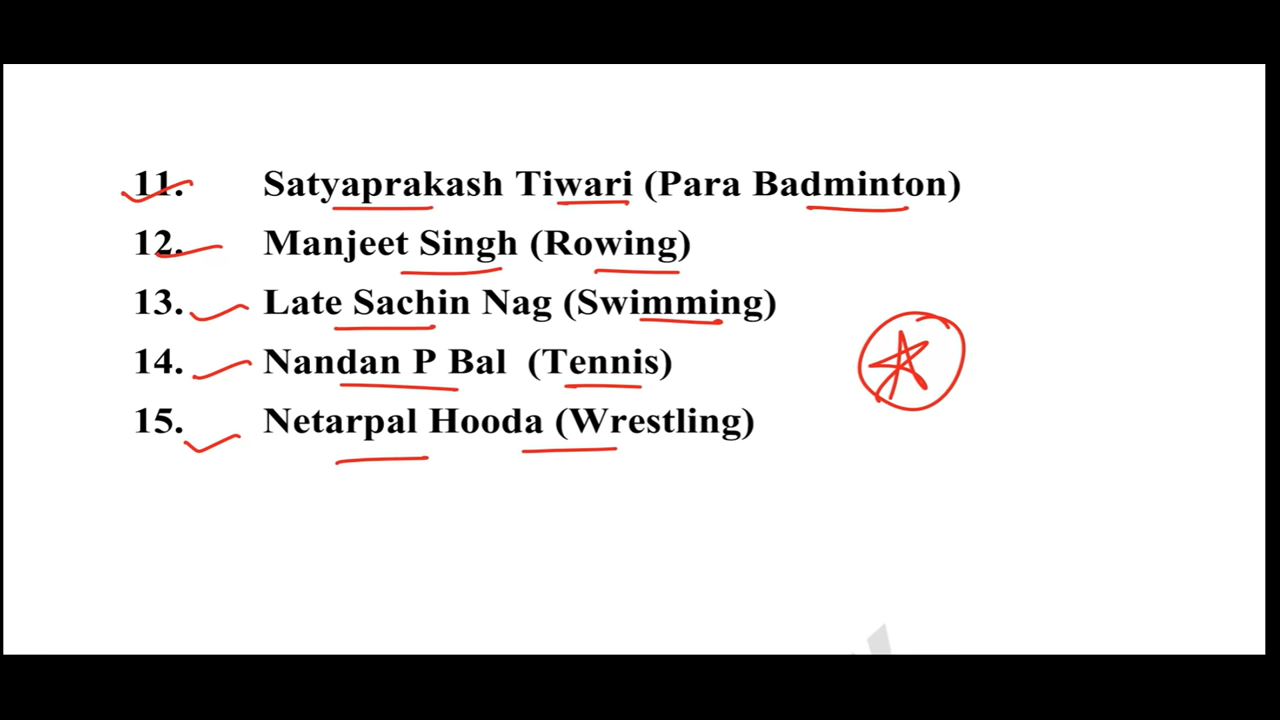 11. Satyaprakash Tiwari (Para Badminton)
12. Manjeet Singh (Rowing)
13. Late Sachin Nag (Swimming)
14. Nandan P Bal (Tennis)
15. Netarpal Hooda (Wrestling)